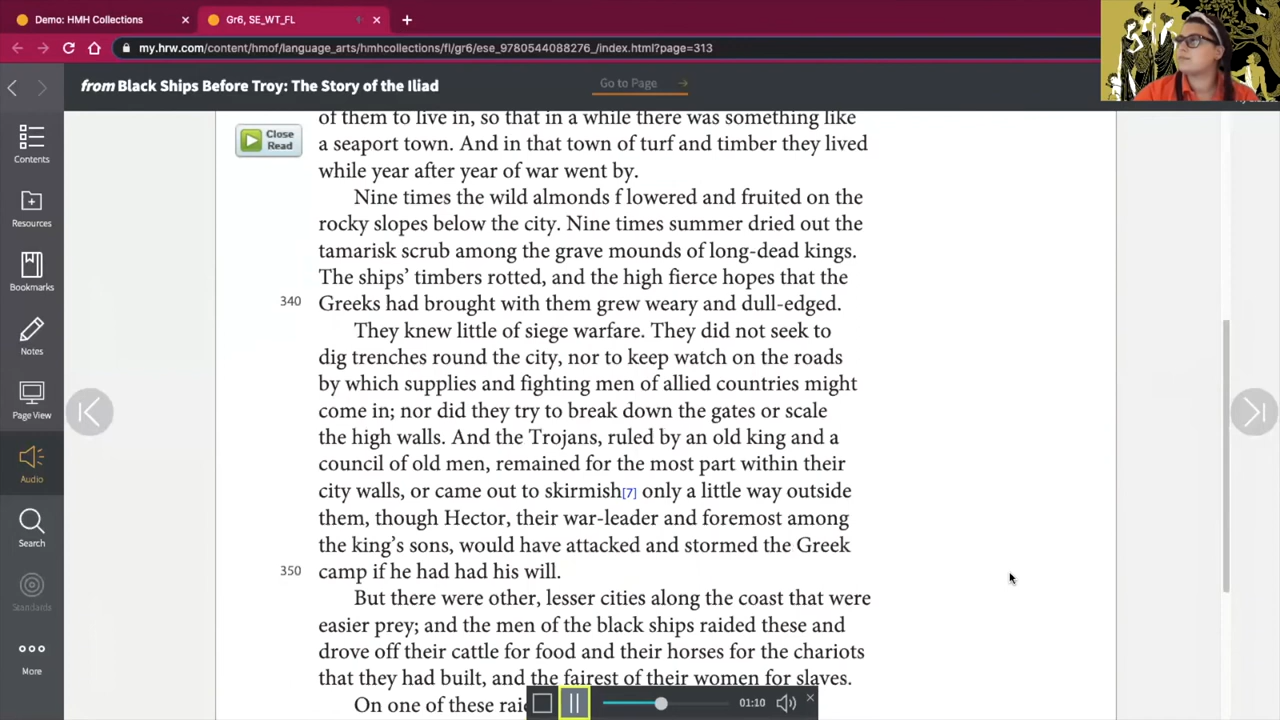 Demo: HMH Collections
Gr6, SE_WT_FL
my.hrw.com/content/hmof/language_arts/hmhcollections/fl/gr6/ese_9780544088276_/index.html?page=313
from Black Ships Before Troy: The Story of the Iliad
Go to Page
Contents
Resources
Bookmarks
Notes
Page View
Audio
Search
Standards
More
Close
Read
of them to live in, so that in a while there was something like
a seaport town. And in that town of turf and timber they lived
while year after year of war went by.
Nine times the wild almonds f lowered and fruited on the
rocky slopes below the city. Nine times summer dried out the
tamarisk scrub among the grave mounds of long-dead kings.
The ships’ timbers rotted, and the high fierce hopes that the
340 Greeks had brought with them grew weary and dull-edged.
They knew little of siege warfare. They did not seek to
dig trenches round the city, nor to keep watch on the roads
by which supplies and fighting men of allied countries might
come in; nor did they try to break down the gates or scale
the high walls. And the Trojans, ruled by an old king and a
council of old men, remained for the most part within their
city walls, or came out to skirmish[7] only a little way outside
them, though Hector, their war-leader and foremost among
the king’s sons, would have attacked and stormed the Greek
350 camp if he had had his will.
But there were other, lesser cities along the coast that were
easier prey; and the men of the black ships raided these and
drove off their cattle for food and their horses for the chariots
that they had built, and the fairest of their women for slaves.
On one of these rai
01:10